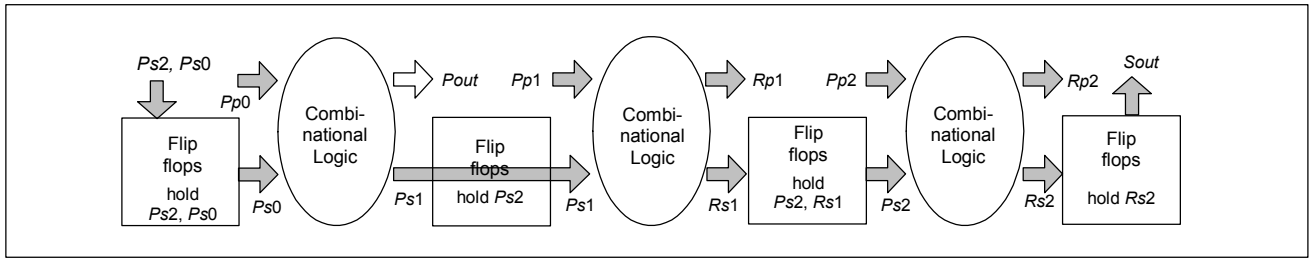 Ps2, Ps0
Pp0
Flip
flops
hold
Ps2, Ps0
Ps0
Combi-
national
Logic
Pout
Ps1
Flip
flops
hold Ps2
Pp1
Ps1
Combi-
national
Logic
Rp1
Rs1
Flip
flops
hold
Ps2, Rs1
Pp2
Ps2
Combi-
national
Logic
Rp2
Rs2
Sout
Flip
flops
hold Rs2